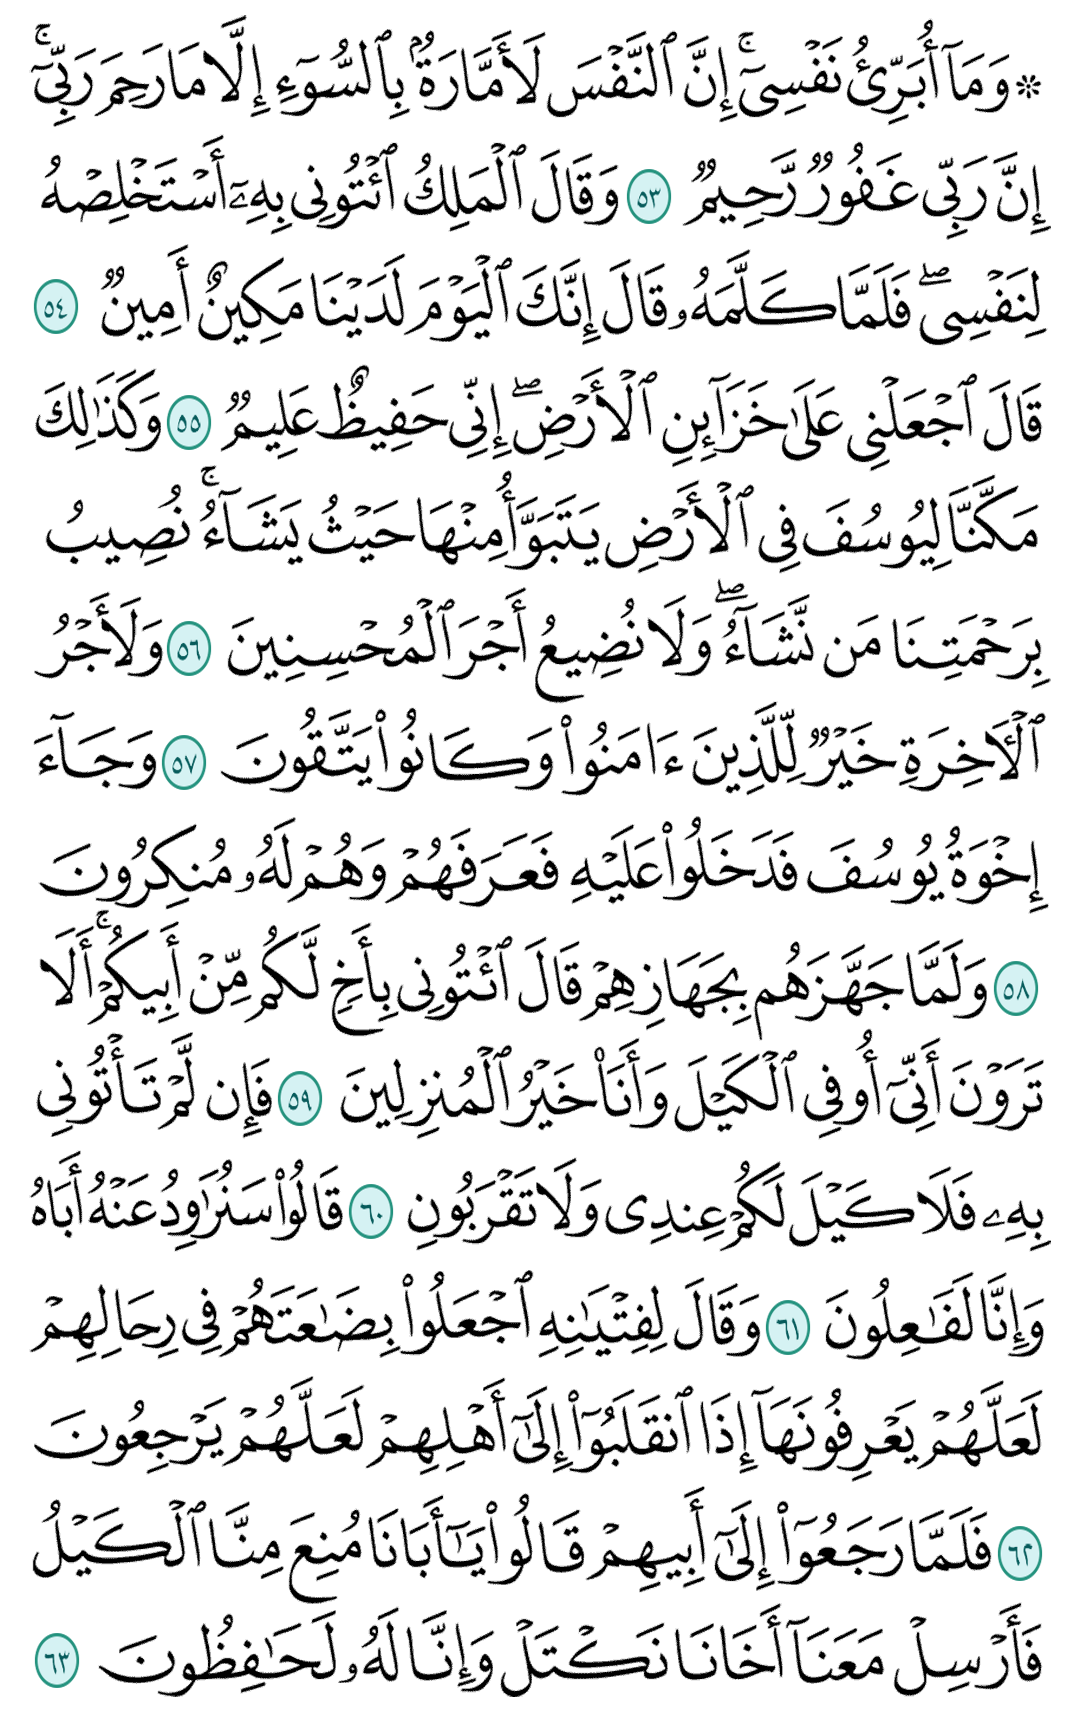 ۞ وَمَآ أُبَرِّئُ نَفْسِىٓ ۚ إِنَّ ٱلنَّفْسَ لَأَمَّارَةٌۢ بِٱلسُّوٓءِ إِلَّا مَا رَحِمَ رَبِّىٓ ۚ
إِنَّ رَبِّى غَفُورٌ رَّحِيمٌ ٥٣ وَقَالَ ٱلْمَلِكُ ٱئْتُونِى بِهِۦٓ أَسْتَخْلِصْهُ
لِنَفْسِى ۖ فَلَمَّا كَلَّمَهُۥ قَالَ إِنَّكَ ٱلْيَوْمَ لَدَيْنَا مَكِينٌ أَمِينٌ ٥٤
قَالَ ٱجْعَلْنِى عَلَىٰ خَزَآئِنِ ٱلْأَرْضِ ۖ إِنِّى حَفِيظٌ عَلِيمٌ ٥٥ وَكَذَٰلِكَ
مَكَّنَّا لِيُوسُفَ فِى ٱلْأَرْضِ يَتَبَوَّأُ مِنْهَا حَيْثُ يَشَآءُ ۚ نُصِيبُ
بِرَحْمَتِنَا مَن نَّشَآءُ ۖ وَلَا نُضِيعُ أَجْرَ ٱلْمُحْسِنِينَ ٥٦ وَلَأَجْرُ
ٱلْـَٔاخِرَةِ خَيْرٌ لِّلَّذِينَ ءَامَنُوا۟ وَكَانُوا۟ يَتَّقُونَ ٥٧ وَجَآءَ
إِخْوَةُ يُوسُفَ فَدَخَلُوا۟ عَلَيْهِ فَعَرَفَهُمْ وَهُمْ لَهُۥ مُنكِرُونَ
٥٨ وَلَمَّا جَهَّزَهُم بِجَهَازِهِمْ قَالَ ٱئْتُونِى بِأَخٍ لَّكُم مِّنْ أَبِيكُمْ ۚ أَلَا
تَرَوْنَ أَنِّىٓ أُوفِى ٱلْكَيْلَ وَأَنَا۠ خَيْرُ ٱلْمُنزِلِينَ ٥٩ فَإِن لَّمْ تَأْتُونِى
بِهِۦ فَلَا كَيْلَ لَكُمْ عِندِى وَلَا تَقْرَبُونِ ٦٠ قَالُوا۟ سَنُرَٰوِدُ عَنْهُ أَبَاهُ
وَإِنَّا لَفَٰعِلُونَ ٦١ وَقَالَ لِفِتْيَٰنِهِ ٱجْعَلُوا۟ بِضَٰعَتَهُمْ فِى رِحَالِهِمْ
لَعَلَّهُمْ يَعْرِفُونَهَآ إِذَا ٱنقَلَبُوٓا۟ إِلَىٰٓ أَهْلِهِمْ لَعَلَّهُمْ يَرْجِعُونَ
٦٢ فَلَمَّا رَجَعُوٓا۟ إِلَىٰٓ أَبِيهِمْ قَالُوا۟ يَٰٓأَبَانَا مُنِعَ مِنَّا ٱلْكَيْلُ
فَأَرْسِلْ مَعَنَآ أَخَانَا نَكْتَلْ وَإِنَّا لَهُۥ لَحَٰفِظُونَ ٦٣